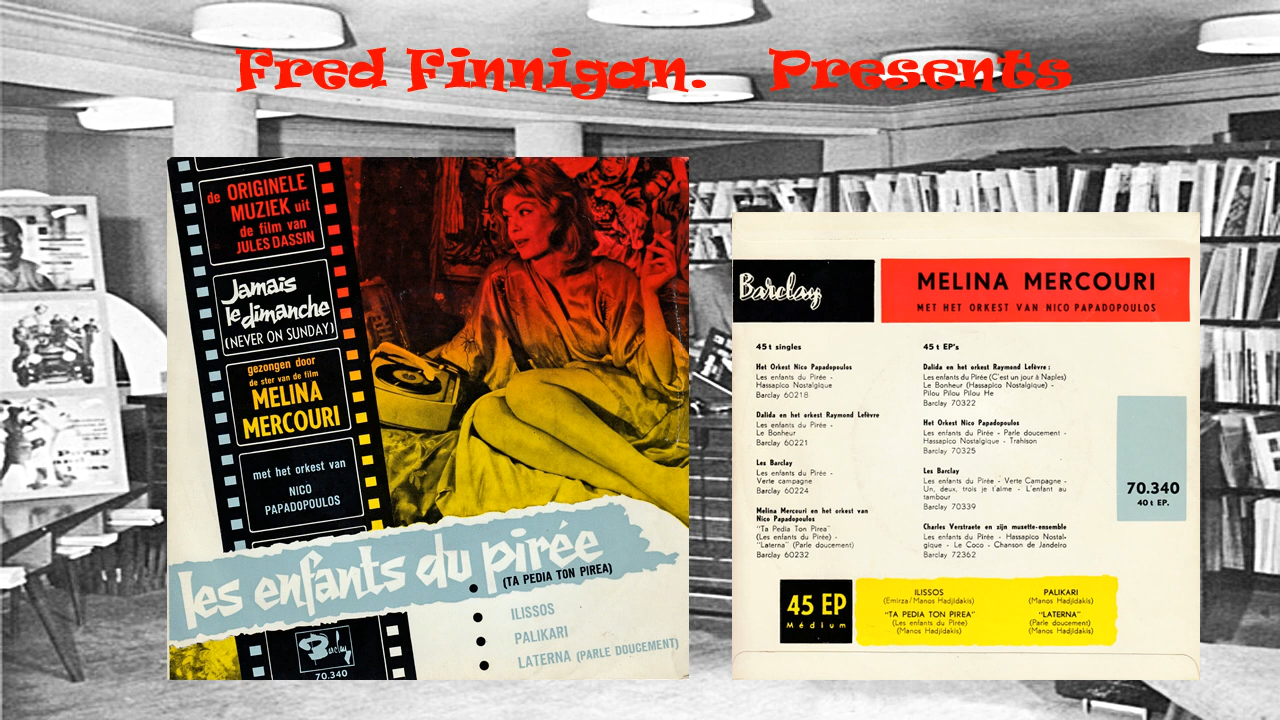 Fred Finnigan. Presents
de ORIGINELE
MUZIEK uit
de film van
JULES DASSIN
Jamais
le dimanche
(NEVER ON SUNDAY)
gezongen door
de ster van de film
MELINA
MERCOURI
met het orkest van
NICO
PAPADOPOULOS
les enfants du pirée
(TA PEDIA TON PIREA)
ILISSOS
PALIKARI
LATERNA (PARLE DOUCEMENT)
Barclay
70.340
Barclay
MELINA MERCOURI
MET HET ORKEST VAN NICO PAPADOPOULOS
45 t singles
Het Orkest Nico Papadopoulos
Les enfants du Pirée -
Hassapico Nostalgique
Barclay 60218
Dalida en het orkest Raymond Lefèvre
Les enfants du Pirée -
Le Bonheur
Barclay 60221
Les Barclay
Les enfants du Pirée -
Verte campagne
Barclay 60224
Melina Mercouri en het orkest van
Nico Papadopoulos
"Ta Pedia Ton Pirea"
(Les enfants du Pirée) -
"Laterna" (Parle doucement)
Barclay 60232
45 t EP's
Dalida en het orkest Raymond Lefèvre :
Les enfants du Pirée (C'est un jour à Naples)
Le Bonheur (Hassapico Nostalgique) -
Pilou Pilou Pilou He
Barclay 70322
Het Orkest Nico Papadopoulos
Les enfants du Pirée - Parle doucement -
Hassapico Nostalgique - Trahison
Barclay 70325
Les Barclay
Les enfants du Pirée - Verte Campagne -
Un, deux, trois je t'aime - L'enfant au
tambour
Barclay 70339
Charles Verstraete en zijn musette-ensemble
Les enfants du Pirée - Hassapico Nostal-
gique - Le Coco - Chanson de Jandeiro
Barclay 72362
70.340
40 t EP.
45 EP
Médium
ILISSOS
(Emirza/Manos Hadjidakis)
"TA PEDIA TON PIREA"
(Les enfants du Pirée)
(Manos Hadjidakis)
PALIKARI
(Manos Hadjidakis)
"LATERNA"
(Parle doucement)
(Manos Hadjidakis)